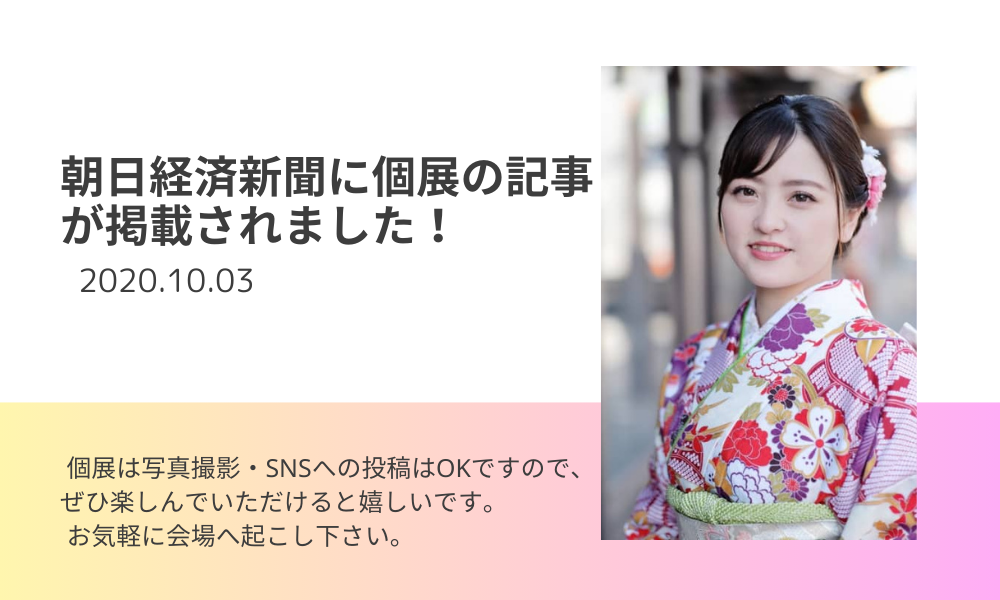 朝日経済新聞に個展の記事
が掲載されました！
2020.10.03
個展は写真撮影・SNSへの投稿はOKですので、
ぜひ楽しんでいただけると嬉しいです。
お気軽に会場へ起こし下さい。